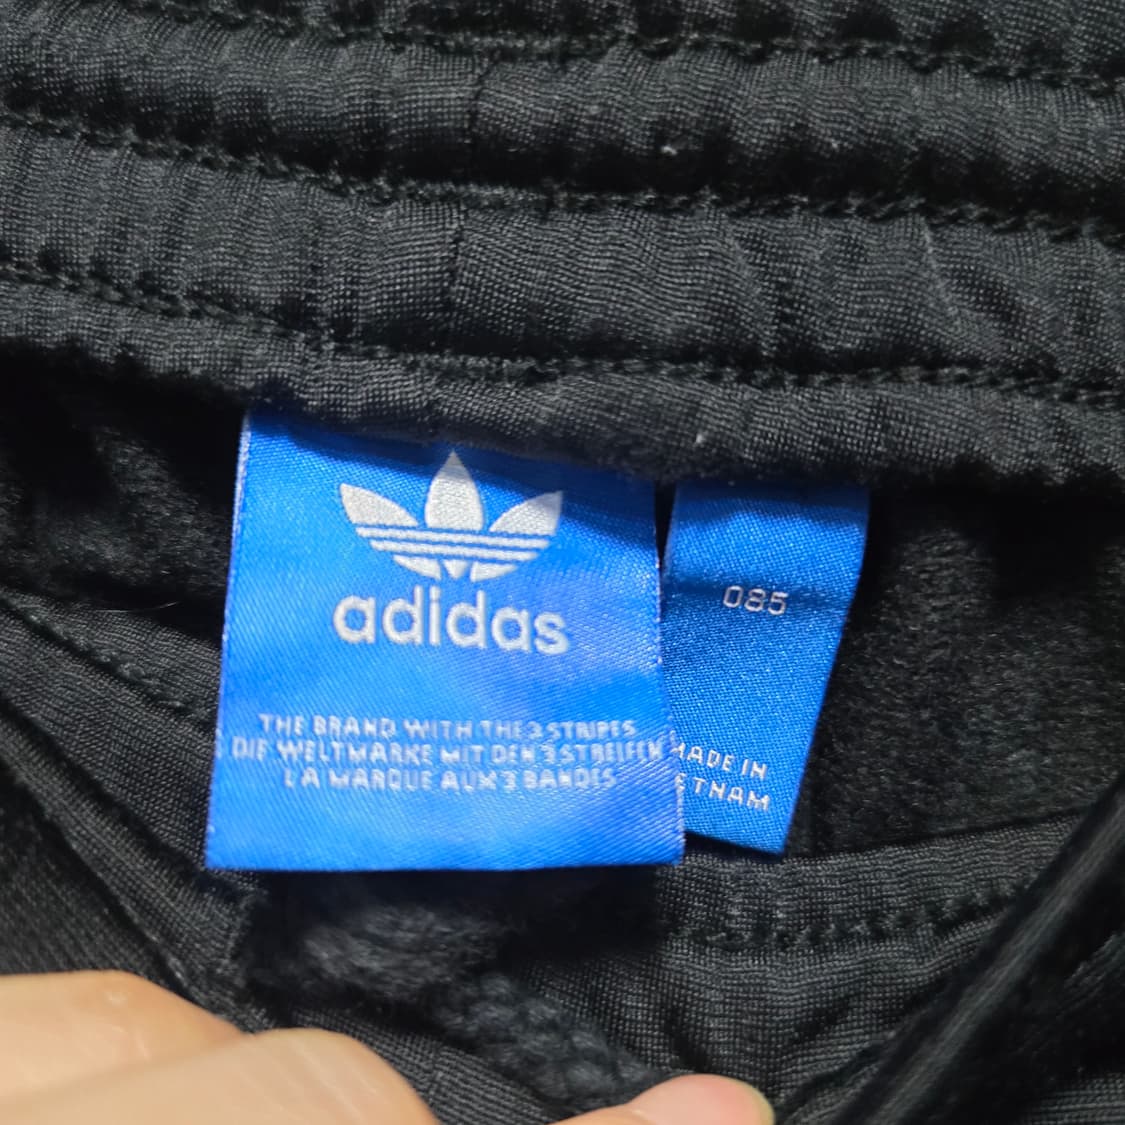 adidas
THE BRAND WITH THE 3 STRIPES
DIE WELTMARKE MIT DEN 3 STREIFEN
LA MARQUE AUX 3 BANDES
085
MADE IN
ETNAM